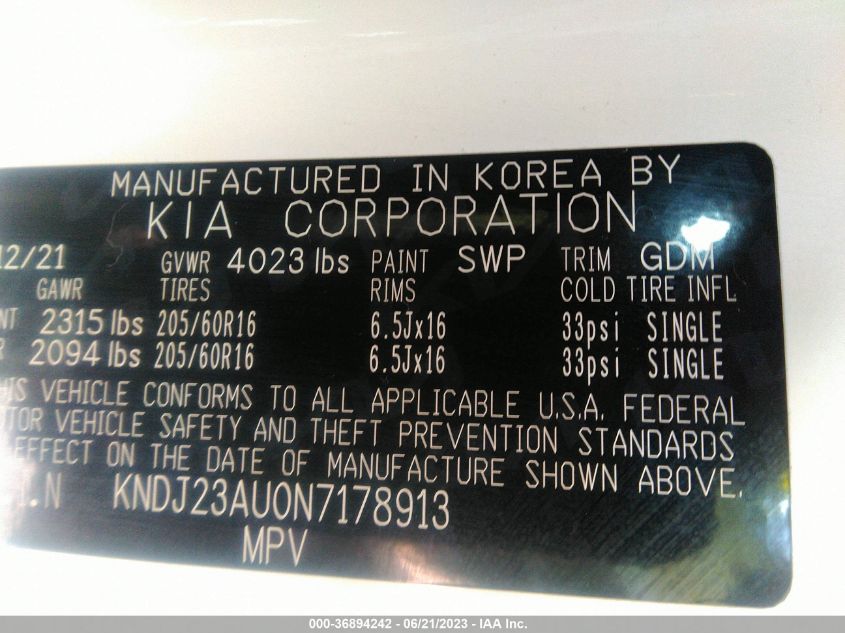 MANUFACTURED IN KOREA BY
KIA CORPORATION
12/21 GVWR 4023 lbs PAINT SWP TRIM GDM
GAWR TIRES RIMS COLD TIRE INFL
NT 2315 lbs 205/60R16 6.5Jx16 33psi SINGLE
R 2094 lbs 205/60R16 6.5Jx16 33psi SINGLE
HIS VEHICLE CONFORMS TO ALL APPLICABLE U.S.A. FEDERAL
TOR VEHICLE SAFETY AND THEFT PREVENTION STANDARDS
EFFECT ON THE DATE OF MANUFACTURE SHOWN ABOVE.
I.N KNDJ23AU0N7178913
MPV
000-36894242 - 06/21/2023 - IAA Inc.